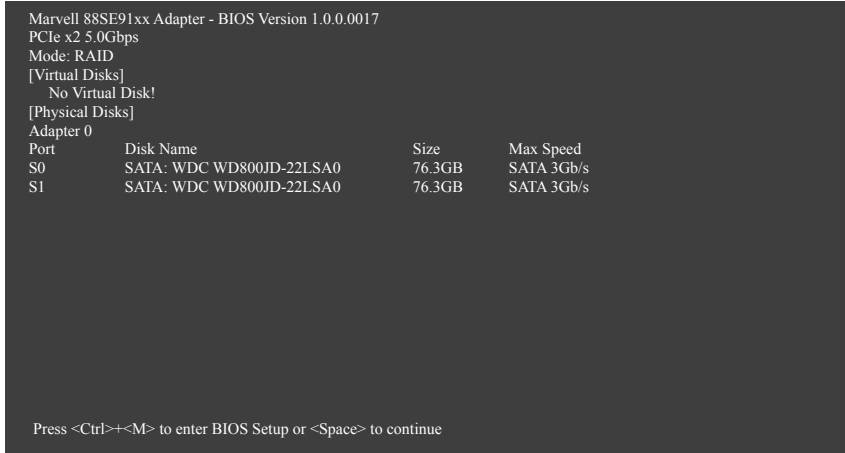 Marvell 88SE91xx Adapter - BIOS Version 1.0.0.0017
PCIe x2 5.0Gbps
Mode: RAID
[Virtual Disks]
No Virtual Disk!
[Physical Disks]
Adapter 0
Port Disk Name Size Max Speed
S0 SATA: WDC WD800JD-22LSA0 76.3GB SATA 3Gb/s
S1 SATA: WDC WD800JD-22LSA0 76.3GB SATA 3Gb/s
Press <Ctrl>+<M> to enter BIOS Setup or <Space> to continue